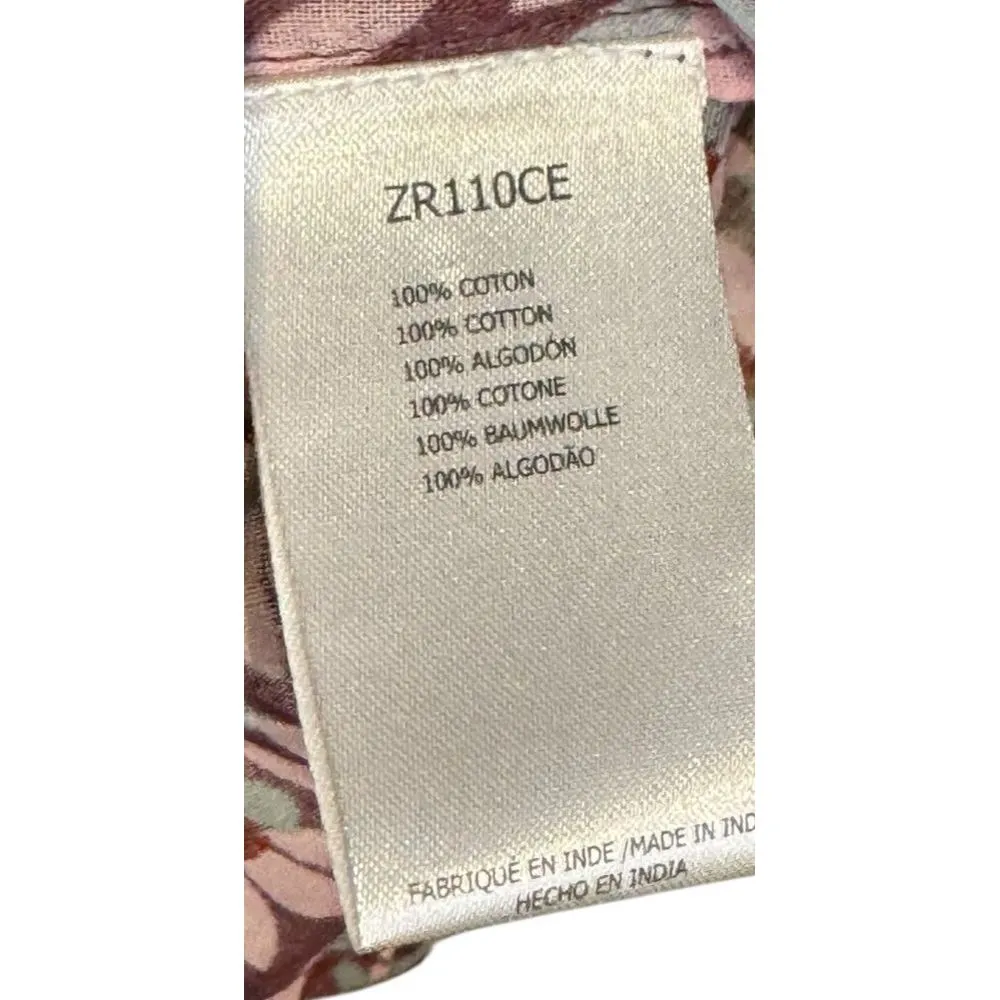 ZR110CE
100% COTON
100% COTTON
100% ALGODÓN
100% COTONE
100% BAUMWOLLE
100% ALGODÃO
FABRIQUÉ EN INDE /MADE IN IND
HECHO EN INDIA